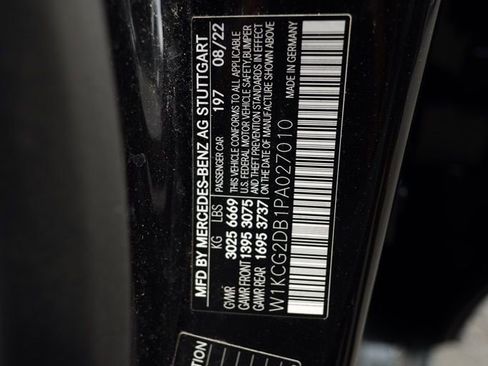 MFD BY MERCEDES-BENZ AG STUTTGART
PASSENGER CAR 197 08/22
KG LBS
GVWR 3025 6669
GAWR FRONT 1395 3075
GAWR REAR 1695 3737
THIS VEHICLE CONFORMS TO ALL APPLICABLE
U.S. FEDERAL MOTOR VEHICLE SAFETY, BUMPER
AND THEFT PREVENTION STANDARDS IN EFFECT
ON THE DATE OF MANUFACTURE SHOWN ABOVE.
W1KCG2DB1PA027010
MADE IN GERMANY